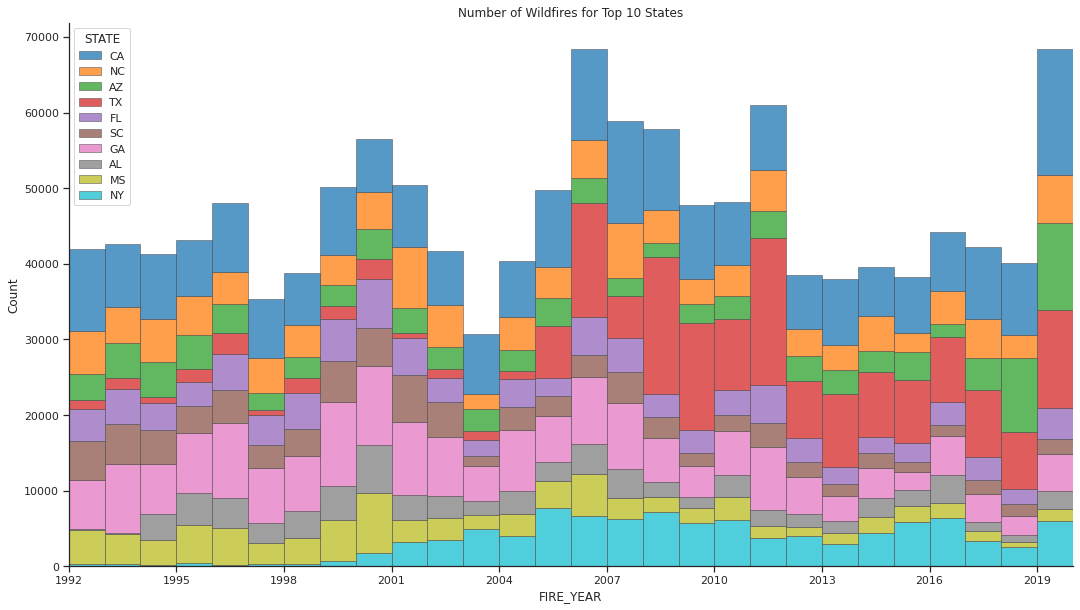 Number of Wildfires for Top 10 States
STATE
CA
NC
AZ
TX
FL
SC
GA
AL
MS
NY
Count
70000
60000
50000
40000
30000
20000
10000
0
1992 1995 1998 2001 2004 2007 2010 2013 2016 2019
FIRE_YEAR